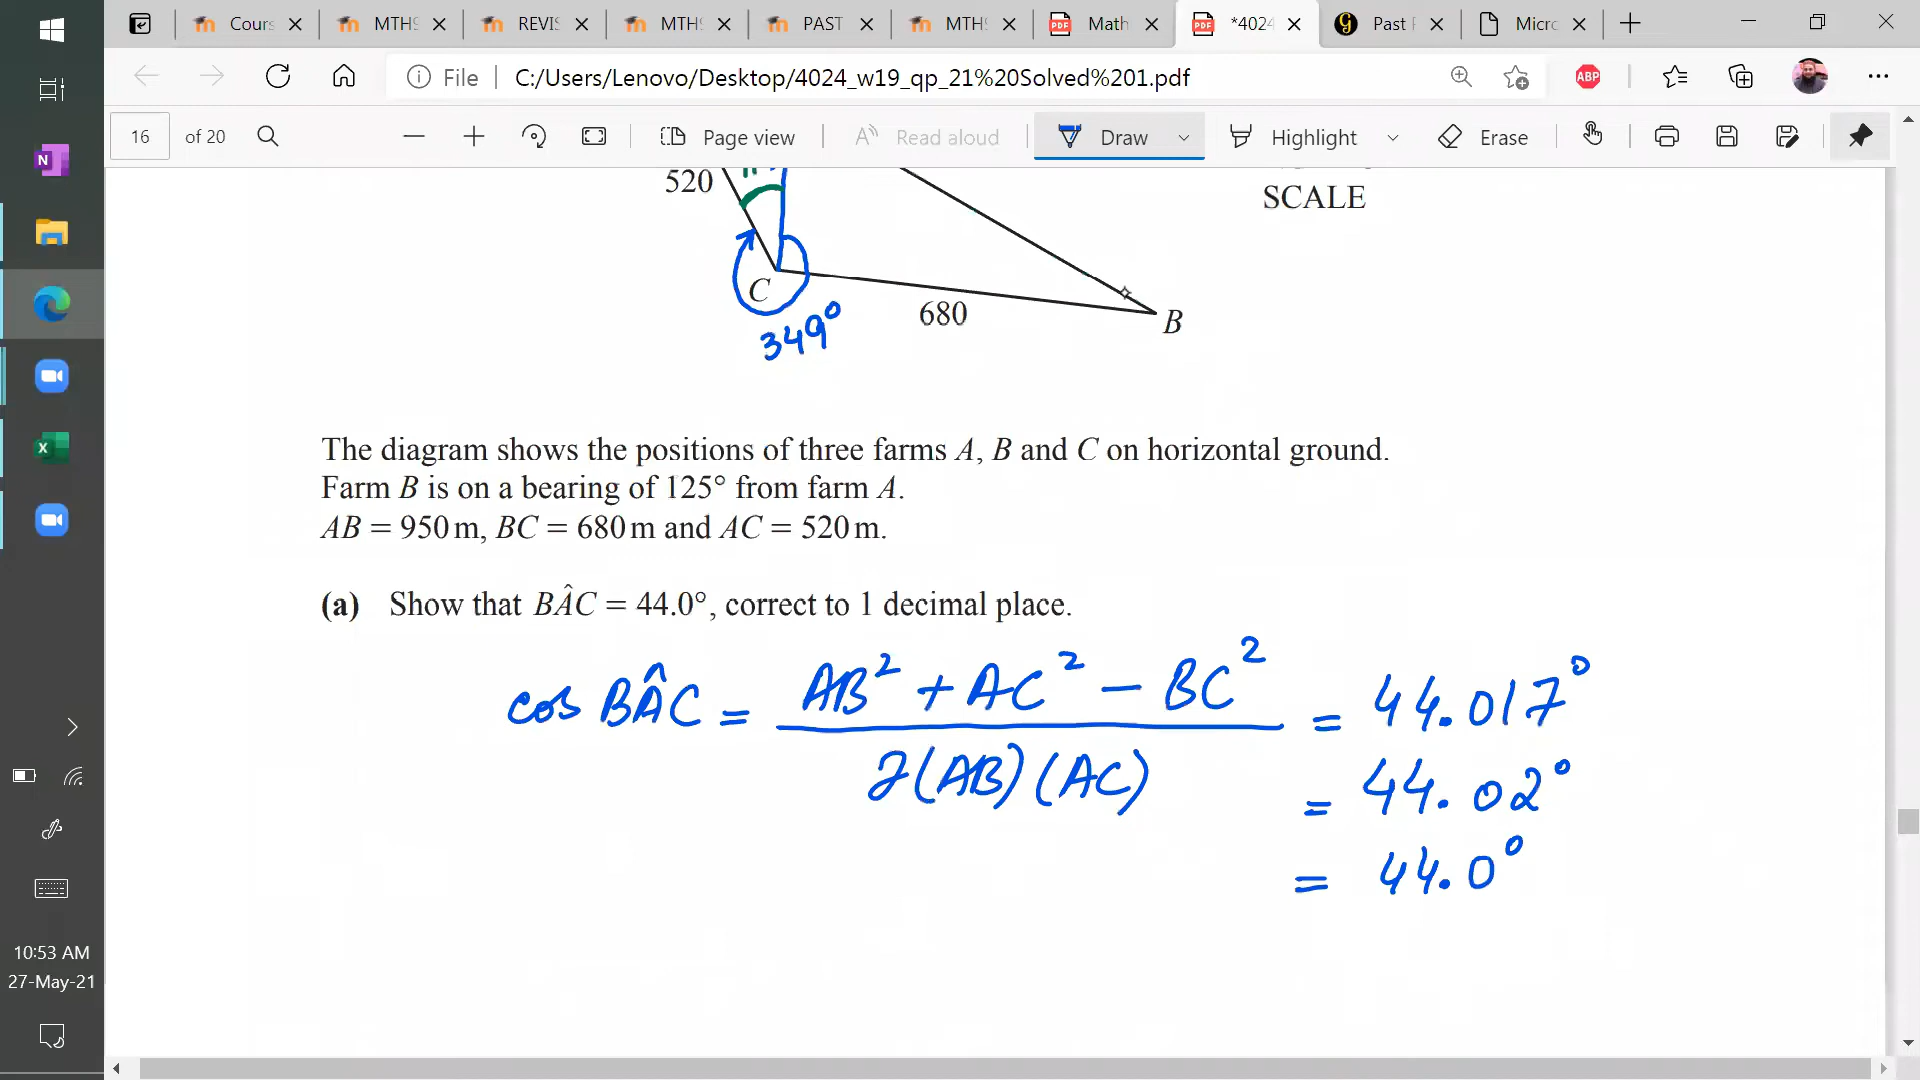 Cours
MTHS
REVIS
MTHS
PAST
MTHS
Math
*4024
Past
Micro
File
C:/Users/Lenovo/Desktop/4024_w19_qp_21%20Solved%201.pdf
ABP
16 of 20
Page view
Read aloud
Draw
Highlight
Erase
520
SCALE
C
680
B
349°
The diagram shows the positions of three farms A, B and C on horizontal ground.
Farm B is on a bearing of 125° from farm A.
AB = 950 m, BC = 680 m and AC = 520 m.
(a) Show that BÂC = 44.0°, correct to 1 decimal place.
cos BÂC = AB² + AC² − BC² = 44.017°
2(AB)(AC)
= 44.02°
= 44.0°
10:53 AM
27-May-21